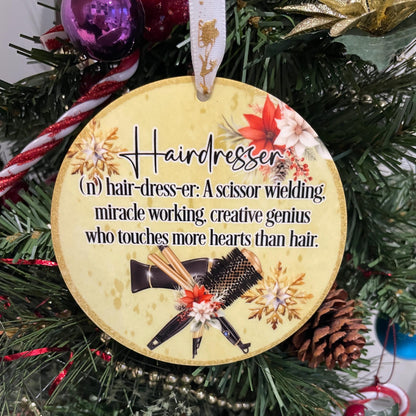 Hairdresser
(n') hair-dress-er: A scissor wielding,
miracle working, creative genius
who touches more hearts than hair.